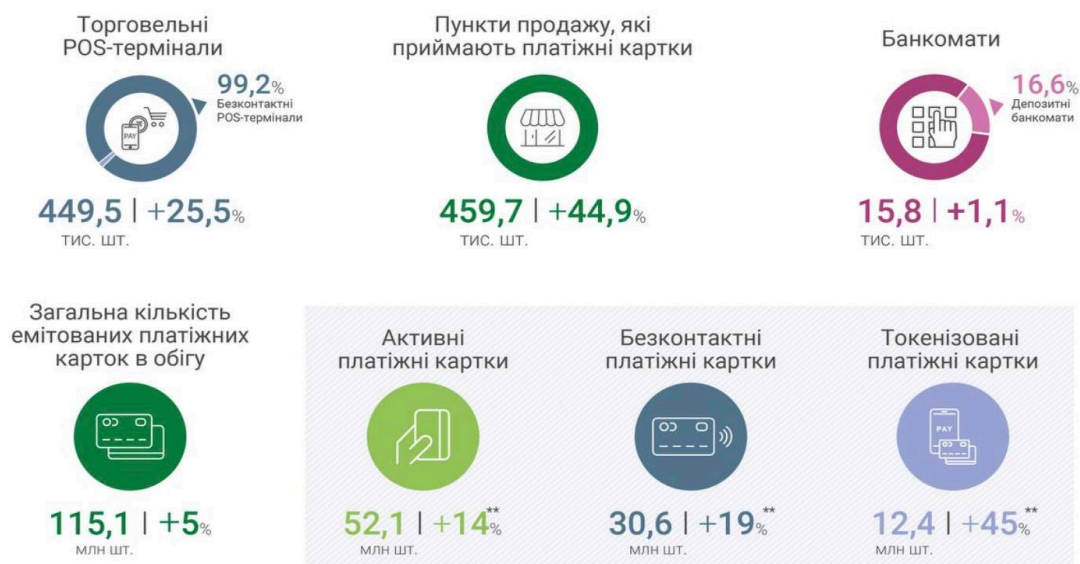 Торговельні
POS-термінали
99,2%
Безконтактні
POS-термінали
PAY
449,5 | +25,5%
тис. шт.
Пункти продажу, які
приймають платіжні картки
459,7 | +44,9%
тис. шт.
Банкомати
16,6%
Депозитні
банкомати
15,8 | +1,1%
тис. шт.
Загальна кількість
емітованих платіжних
карток в обігу
115,1 | +5%
млн шт.
Активні
платіжні картки
52,1 | +14%**
млн шт.
Безконтактні
платіжні картки
30,6 | +19%**
млн шт.
Токенізовані
платіжні картки
PAY
12,4 | +45%**
млн шт.